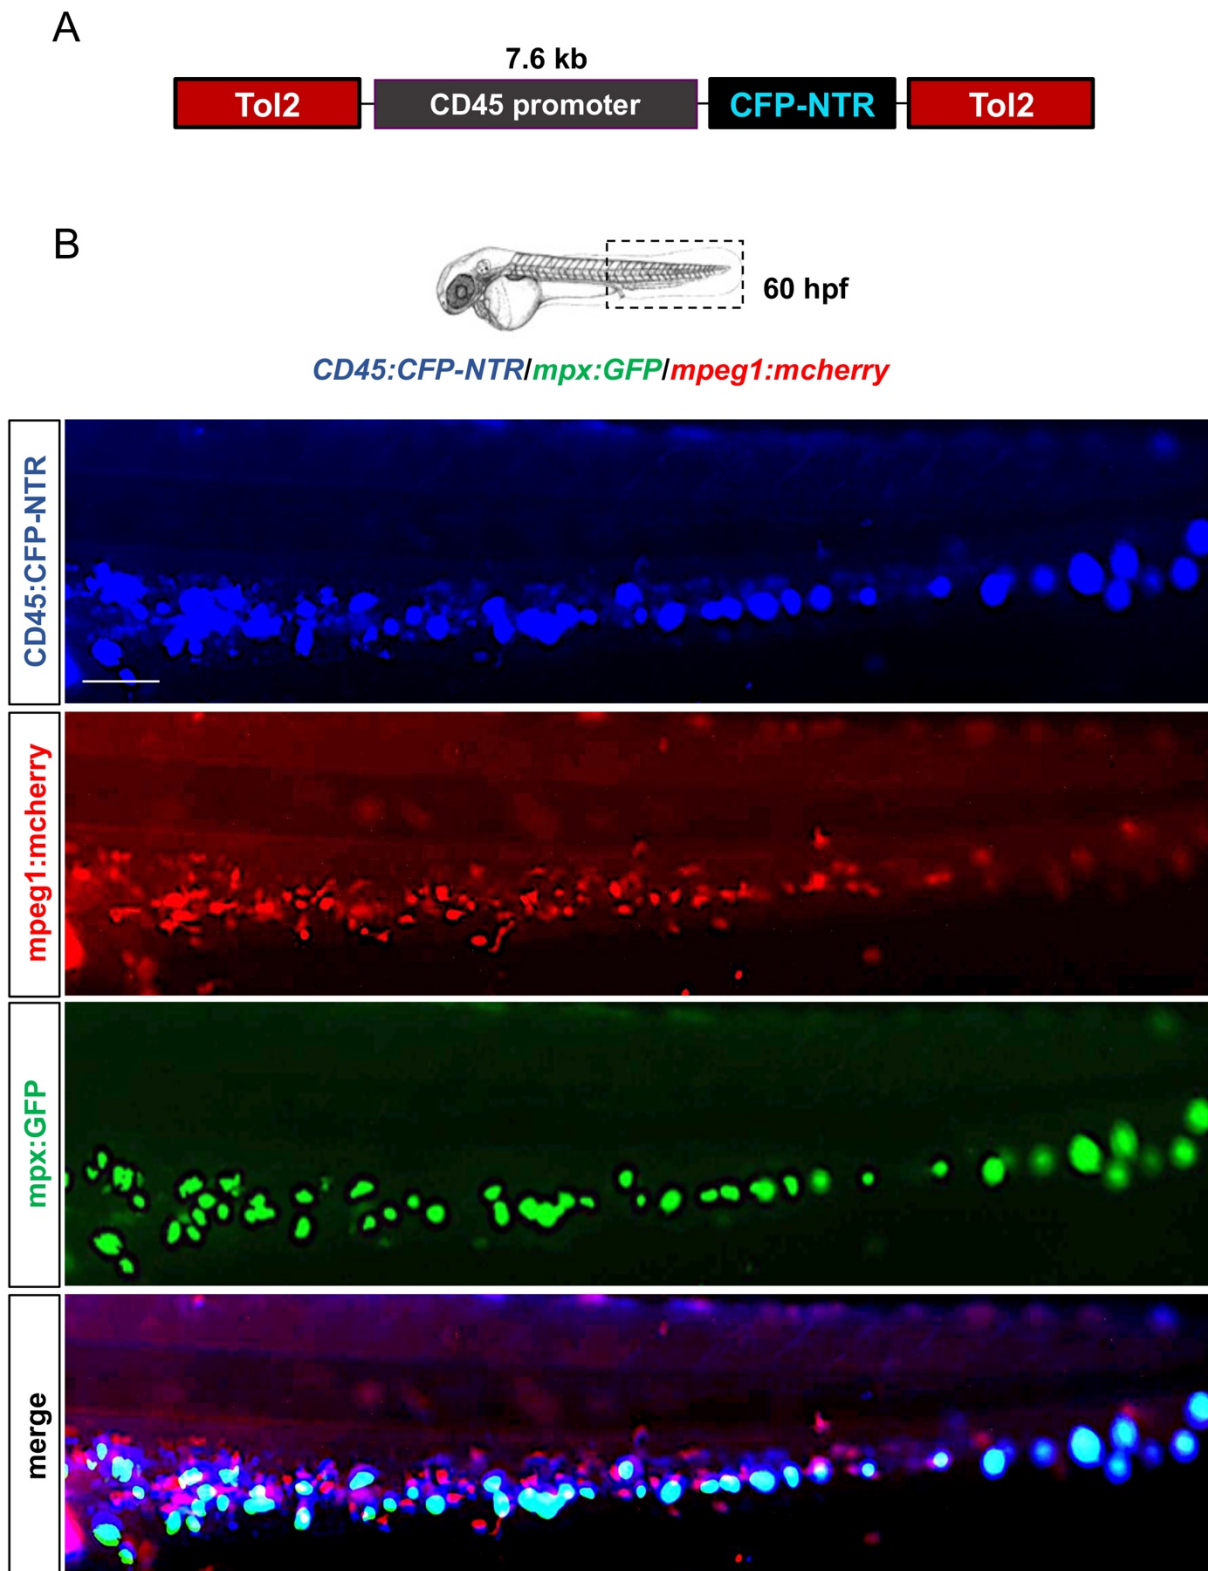 A
7.6 kb
Tol2 CD45 promoter CFP-NTR Tol2
B
60 hpf
CD45:CFP-NTR/mpx:GFP/mpeg1:mcherry
CD45:CFP-NTR
mpeg1:mcherry
mpx:GFP
merge